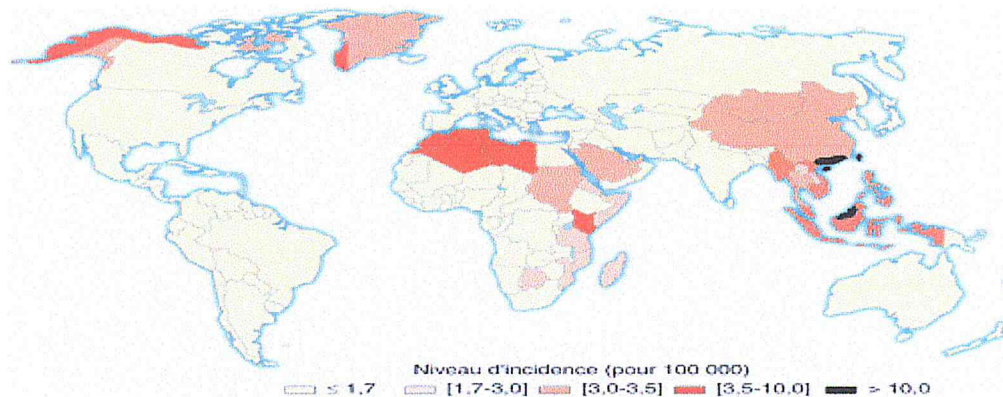 Niveau d'incidence (pour 100 000)
≤ 1,7 [1,7-3,0] [3,0-3,5] [3,5-10,0] > 10,0